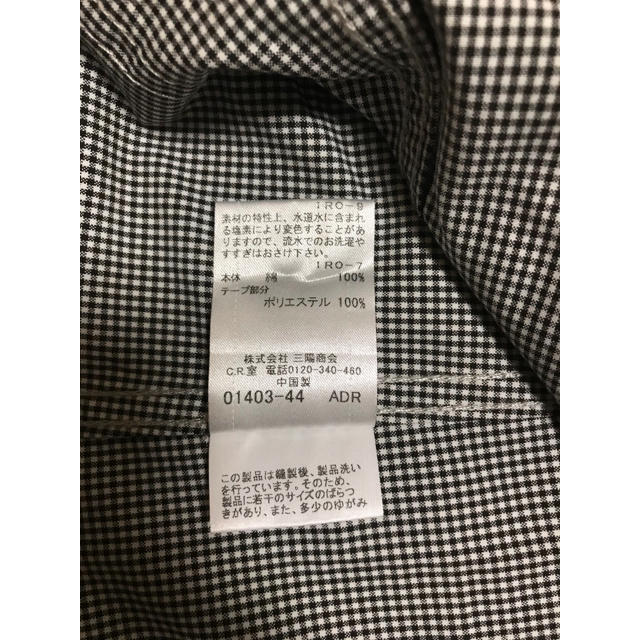 IRO-9
素材の特性上、水道水に含まれ
る塩素により変色することがあ
りますので、流水でのお洗濯や
すすぎはおさけ下さい。
IRO-7
本体 綿 100%
テープ部分
ポリエステル 100%
株式会社 三陽商会
C.R.室 電話0120-340-460
中国製
01403-44 ADR
この製品は縫製後、製品洗い
を行っています。そのため、
製品に若干のサイズのばらつ
きがあり、また、多少のゆがみ